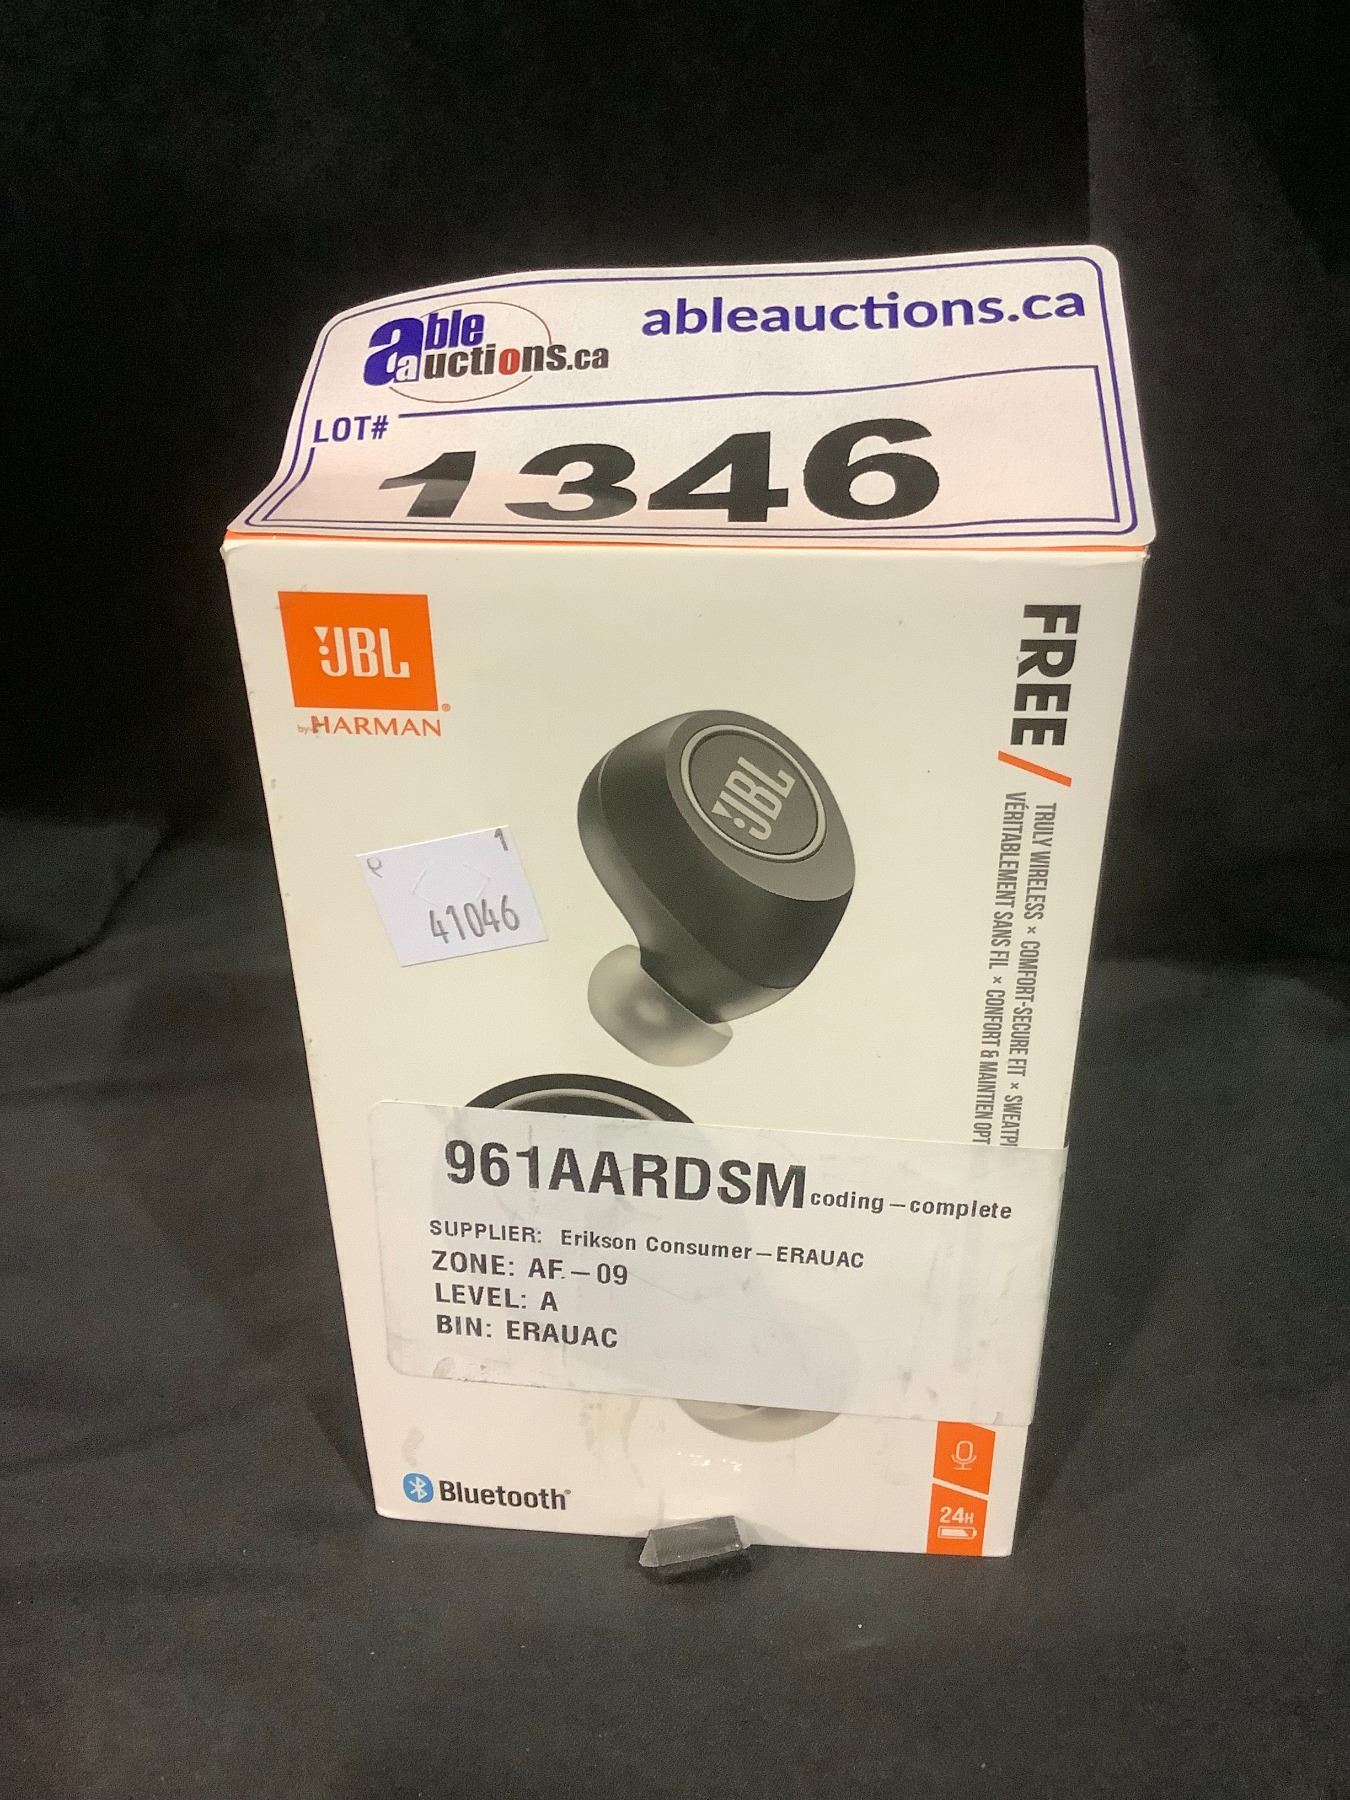 able
auctions.ca
ableauctions.ca
LOT#
1346
JBL
by HARMAN
FREE/
TRULY WIRELESS × COMFORT-SECURE FIT ×
VÉRITABLEMENT SANS FIL × CONFORT & MAINTIEN
JBL
1
41046
961AARDSM coding-complete
SUPPLIER: Erikson Consumer-ERAUAC
ZONE: AF-09
LEVEL: A
BIN: ERAUAC
Bluetooth®
24H